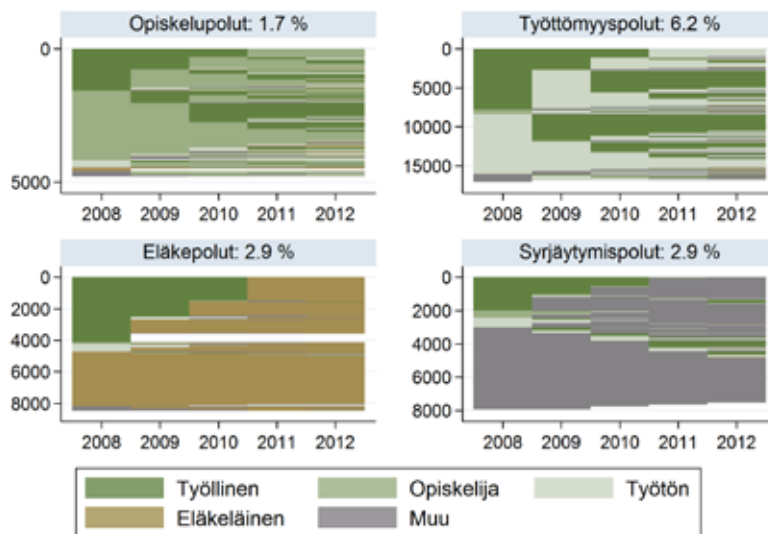 Opiskelupolut: 1.7 %
0
5000
2008 2009 2010 2011 2012
Työttömyyspolut: 6.2 %
0
5000
10000
15000
2008 2009 2010 2011 2012
Eläkepolut: 2.9 %
0
2000
4000
6000
8000
2008 2009 2010 2011 2012
Syrjäytymispolut: 2.9 %
0
2000
4000
6000
8000
2008 2009 2010 2011 2012
Työllinen Opiskelija Työtön
Eläkeläinen Muu